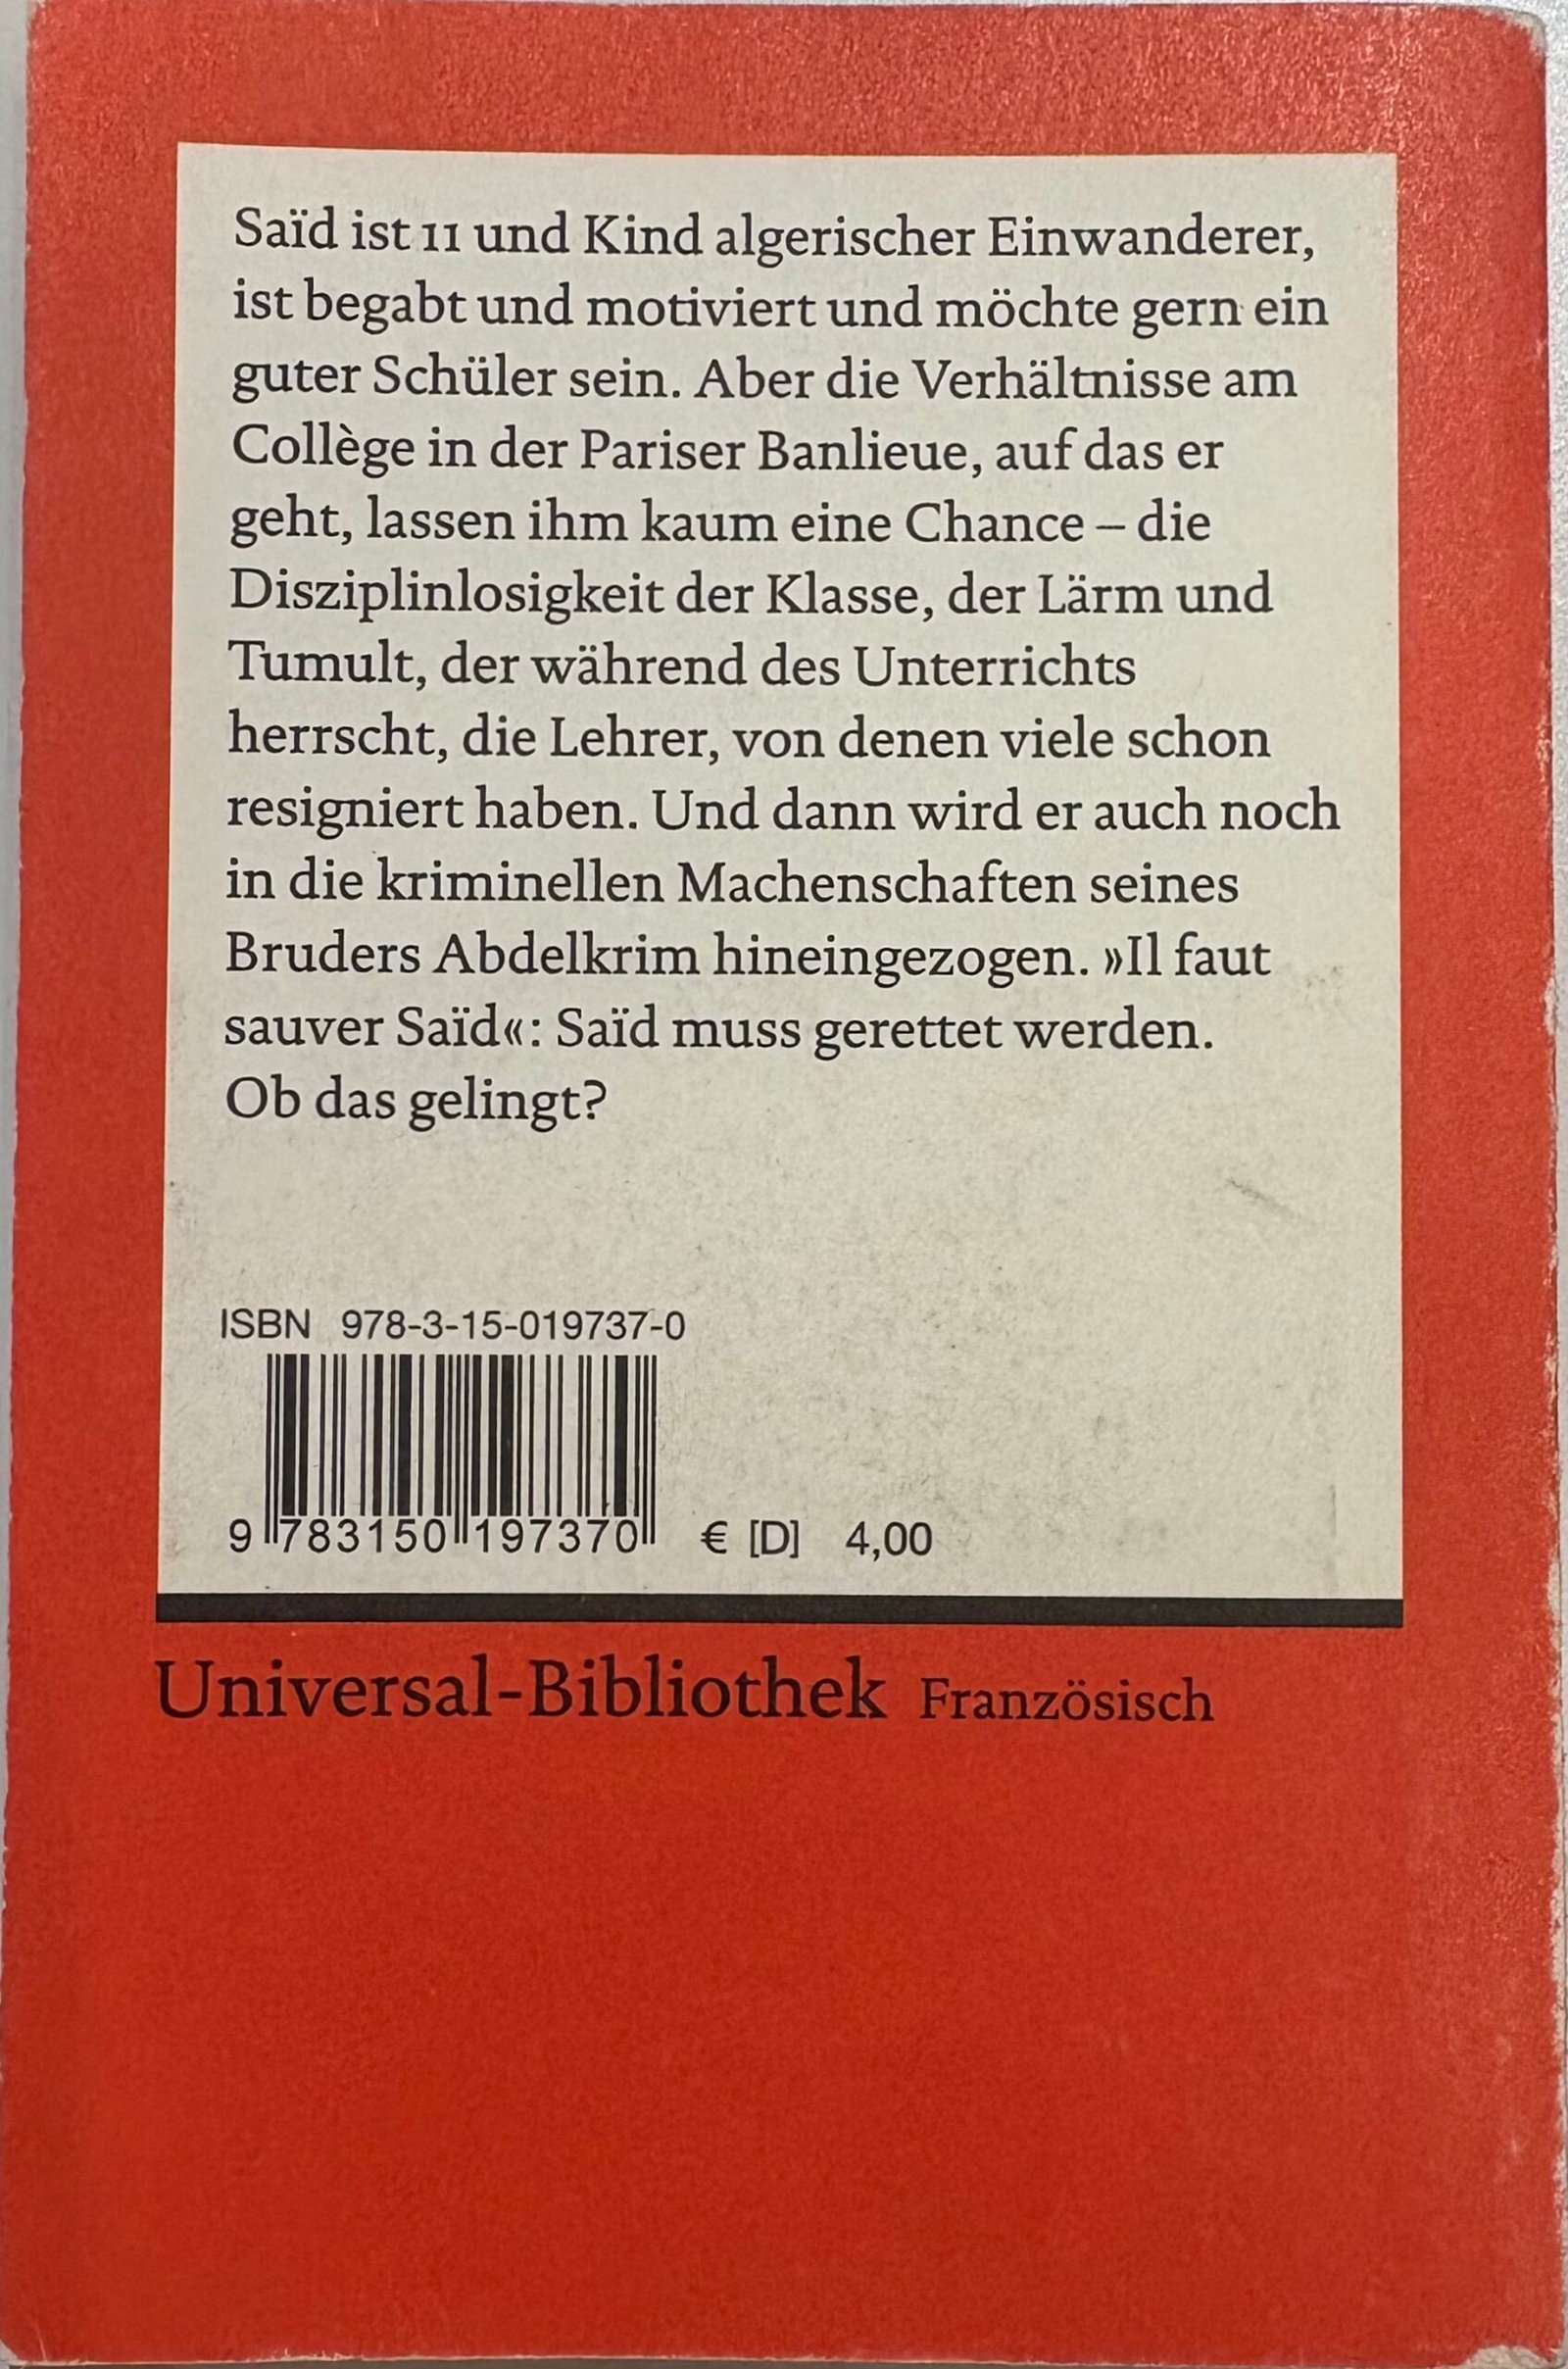 Saïd ist 11 und Kind algerischer Einwanderer,
ist begabt und motiviert und möchte gern ein
guter Schüler sein. Aber die Verhältnisse am
Collège in der Pariser Banlieue, auf das er
geht, lassen ihm kaum eine Chance – die
Disziplinlosigkeit der Klasse, der Lärm und
Tumult, der während des Unterrichts
herrscht, die Lehrer, von denen viele schon
resigniert haben. Und dann wird er auch noch
in die kriminellen Machenschaften seines
Bruders Abdelkrim hineingezogen. »Il faut
sauver Saïd«: Saïd muss gerettet werden.
Ob das gelingt?
ISBN 978-3-15-019737-0
9 783150 197370 € [D] 4,00
Universal-Bibliothek Französisch